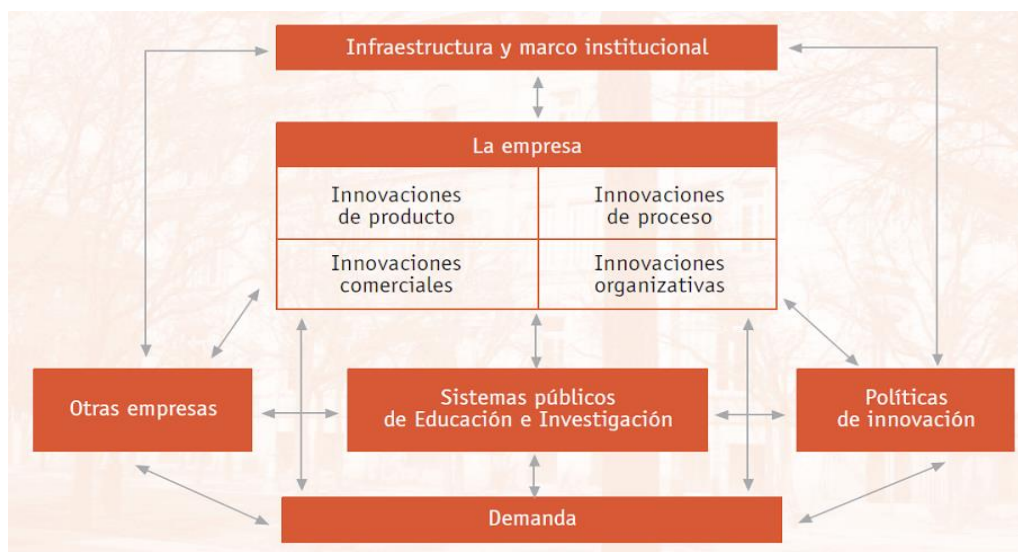 Infraestructura y marco institucional
La empresa
Innovaciones
de producto
Innovaciones
de proceso
Innovaciones
comerciales
Innovaciones
organizativas
Otras empresas
Sistemas públicos
de Educación e Investigación
Políticas
de innovación
Demanda